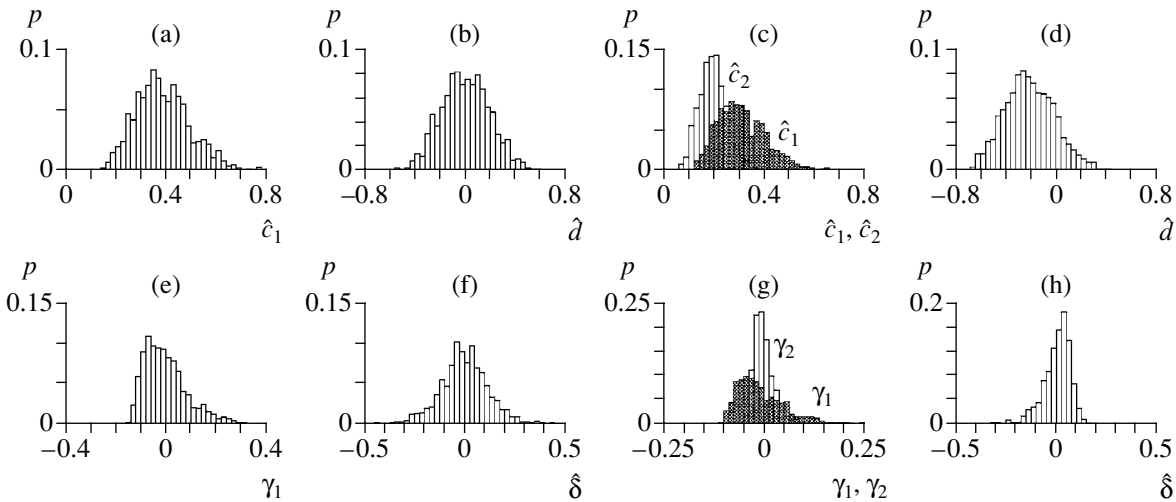 p (a) p (b) p (c) p (d)
0.1 0.1 0.15 0.1
ĉ₂
ĉ₁
0 0 0 0
0 0.4 0.8 −0.8 0 0.8 0 0.4 0.8 −0.8 0 0.8
ĉ₁ d̂ ĉ₁, ĉ₂ d̂
p (e) p (f) p (g) p (h)
0.15 0.15 0.25 0.2
γ₂
γ₁
0 0 0 0
−0.4 0 0.4 −0.5 0 0.5 −0.25 0 0.25 −0.5 0 0.5
γ₁ δ̂ γ₁, γ₂ δ̂